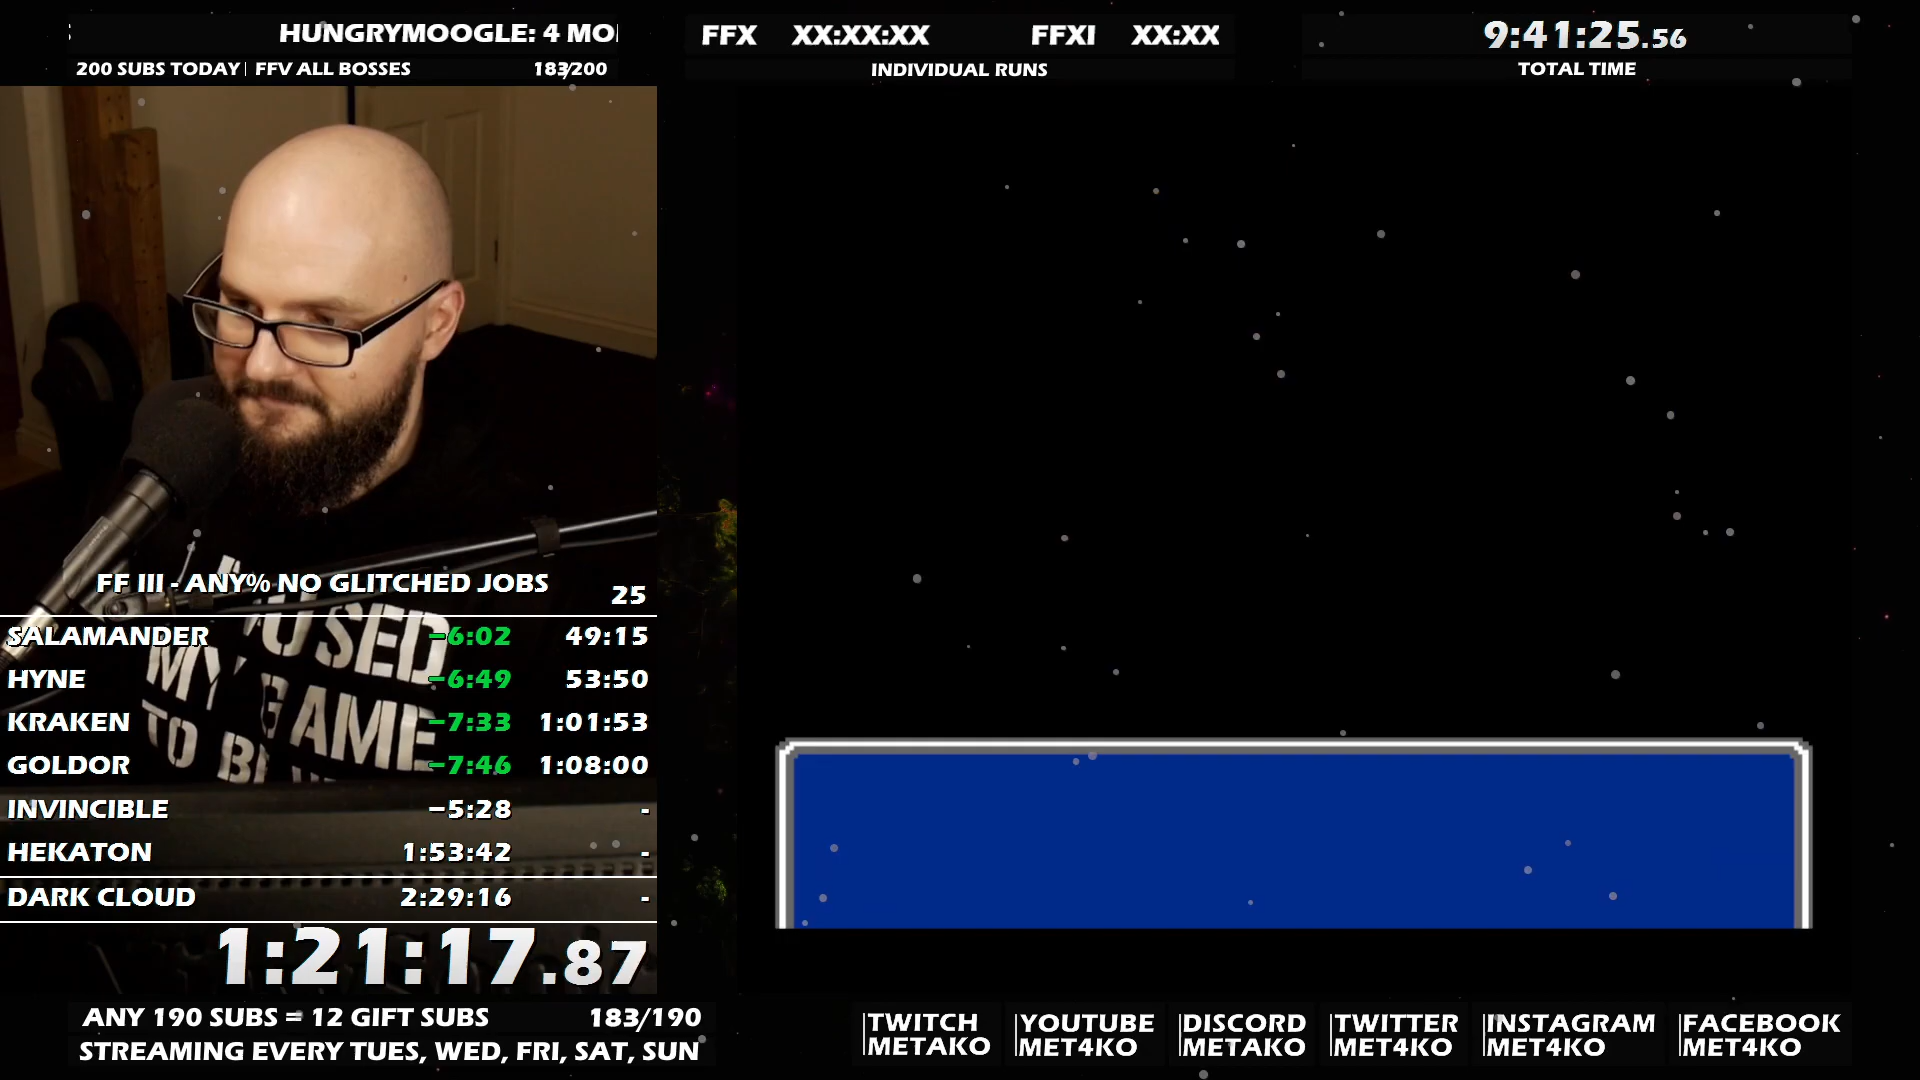 HUNGRYMOOGLE: 4 MO
200 SUBS TODAY FFV ALL BOSSES 183/200
FFX XX:XX:XX FFXI XX:XX
INDIVIDUAL RUNS
9:41:25.56
TOTAL TIME
FF III - ANY% NO GLITCHED JOBS 25
SALAMANDER -6:02 49:15
HYNE -6:49 53:50
KRAKEN -7:33 1:01:53
GOLDOR -7:46 1:08:00
INVINCIBLE -5:28 -
HEKATON 1:53:42 -
DARK CLOUD 2:29:16 -
1:21:17.87
MY GAME
TO
ANY 190 SUBS = 12 GIFT SUBS 183/190
STREAMING EVERY TUES, WED, FRI, SAT, SUN
TWITCH
METAKO
YOUTUBE
MET4KO
DISCORD
METAKO
TWITTER
MET4KO
INSTAGRAM
MET4KO
FACEBOOK
MET4KO